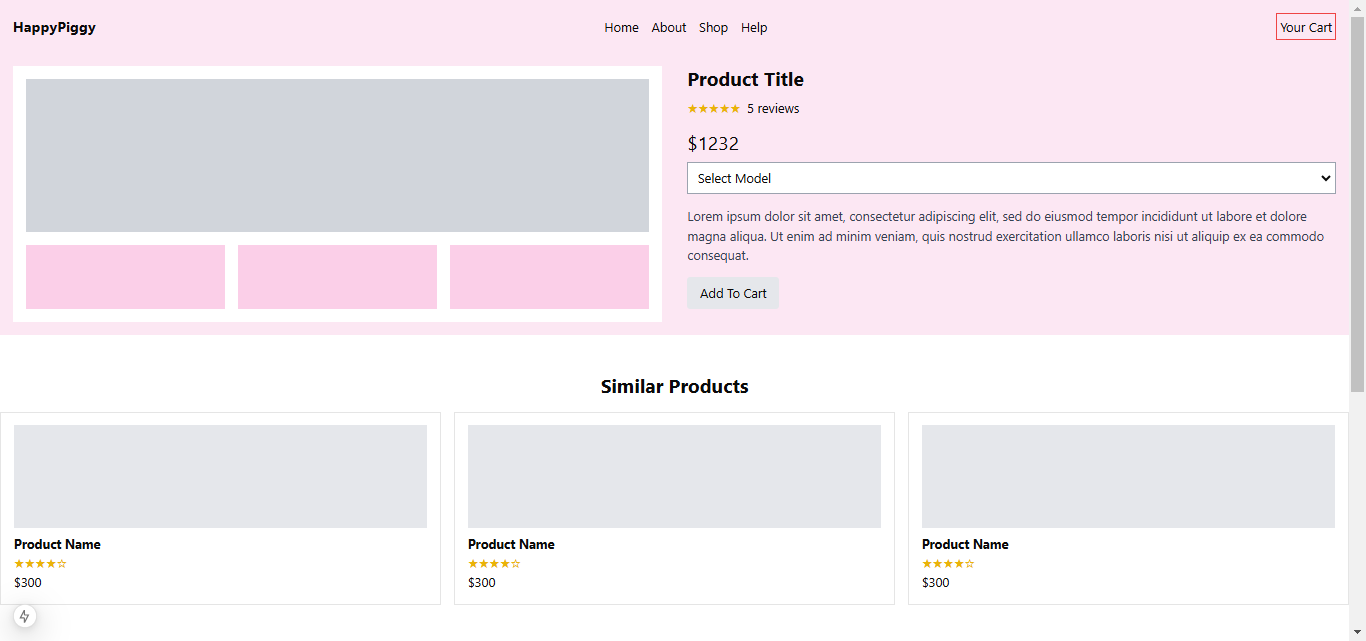 HappyPiggy
Home About Shop Help
Your Cart
Product Title
★★★★★ 5 reviews
$1232
Select Model
Lorem ipsum dolor sit amet, consectetur adipiscing elit, sed do eiusmod tempor incididunt ut labore et dolore
magna aliqua. Ut enim ad minim veniam, quis nostrud exercitation ullamco laboris nisi ut aliquip ex ea commodo
consequat.
Add To Cart
Similar Products
Product Name
★★★★☆
$300
Product Name
★★★★☆
$300
Product Name
★★★★☆
$300